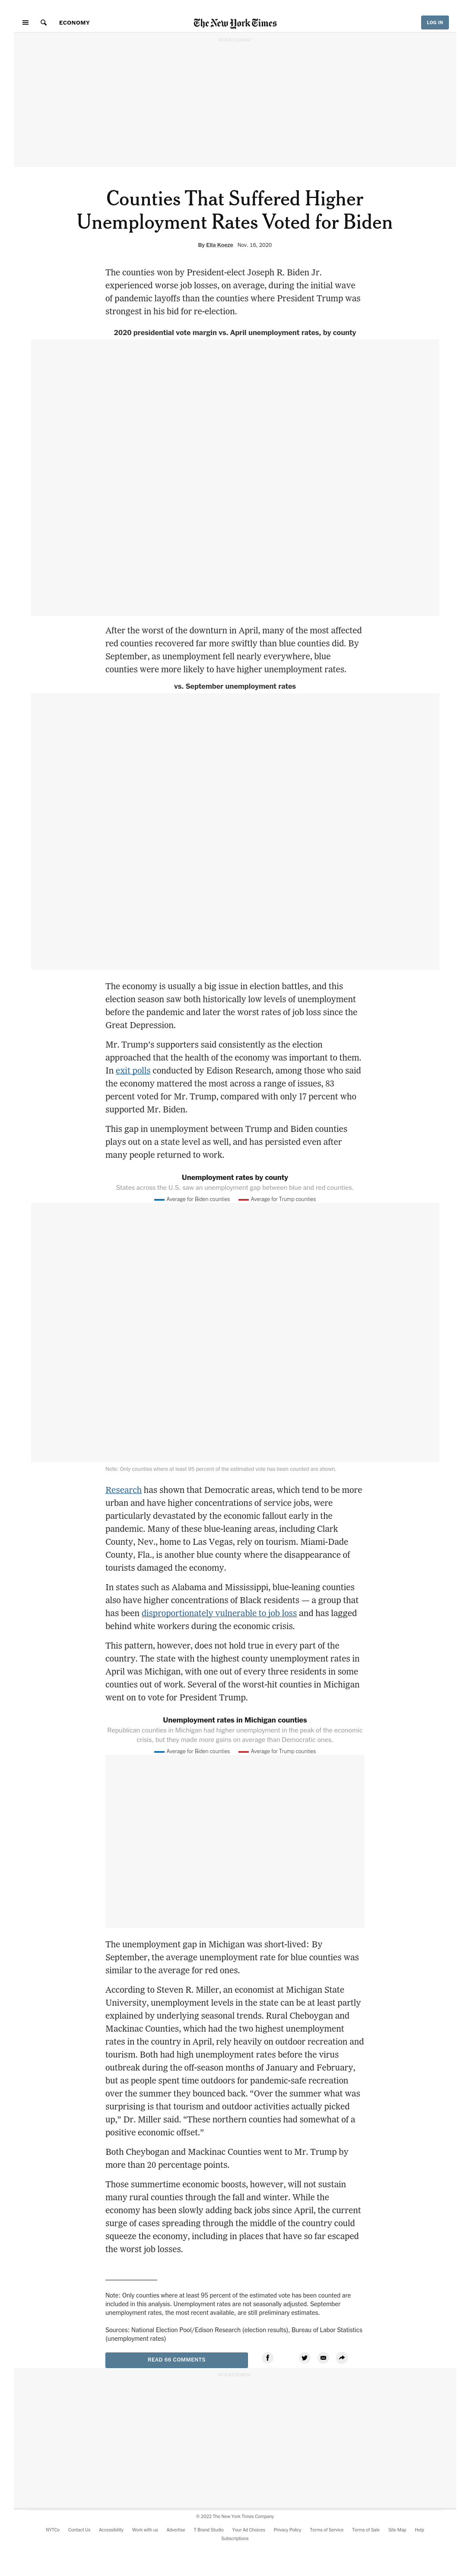 ECONOMY
The New York Times
LOG IN
ADVERTISEMENT
Counties That Suffered Higher
Unemployment Rates Voted for Biden
By Ella Koeze Nov. 16, 2020
The counties won by President-elect Joseph R. Biden Jr.
experienced worse job losses, on average, during the initial wave
of pandemic layoffs than the counties where President Trump was
strongest in his bid for re-election.
2020 presidential vote margin vs. April unemployment rates, by county
After the worst of the downturn in April, many of the most affected
red counties recovered far more swiftly than blue counties did. By
September, as unemployment fell nearly everywhere, blue
counties were more likely to have higher unemployment rates.
vs. September unemployment rates
The economy is usually a big issue in election battles, and this
election season saw both historically low levels of unemployment
before the pandemic and later the worst rates of job loss since the
Great Depression.
Mr. Trump's supporters said consistently as the election
approached that the health of the economy was important to them.
In exit polls conducted by Edison Research, among those who said
the economy mattered the most across a range of issues, 83
percent voted for Mr. Trump, compared with only 17 percent who
supported Mr. Biden.
This gap in unemployment between Trump and Biden counties
plays out on a state level as well, and has persisted even after
many people returned to work.
Unemployment rates by county
States across the U.S. saw an unemployment gap between blue and red counties.
Average for Biden counties Average for Trump counties
Note: Only counties where at least 95 percent of the estimated vote has been counted are shown.
Research has shown that Democratic areas, which tend to be more
urban and have higher concentrations of service jobs, were
particularly devastated by the economic fallout early in the
pandemic. Many of these blue-leaning areas, including Clark
County, Nev., home to Las Vegas, rely on tourism. Miami-Dade
County, Fla., is another blue county where the disappearance of
tourists damaged the economy.
In states such as Alabama and Mississippi, blue-leaning counties
also have higher concentrations of Black residents — a group that
has been disproportionately vulnerable to job loss and has lagged
behind white workers during the economic crisis.
This pattern, however, does not hold true in every part of the
country. The state with the highest county unemployment rates in
April was Michigan, with one out of every three residents in some
counties out of work. Several of the worst-hit counties in Michigan
went on to vote for President Trump.
Unemployment rates in Michigan counties
Republican counties in Michigan had higher unemployment in the peak of the economic
crisis, but they made more gains on average than Democratic ones.
Average for Biden counties Average for Trump counties
The unemployment gap in Michigan was short-lived: By
September, the average unemployment rate for blue counties was
similar to the average for red ones.
According to Steven R. Miller, an economist at Michigan State
University, unemployment levels in the state can be at least partly
explained by underlying seasonal trends. Rural Cheboygan and
Mackinac Counties, which had the two highest unemployment
rates in the country in April, rely heavily on outdoor recreation and
tourism. Both had high unemployment rates before the virus
outbreak during the off-season months of January and February,
but as people spent time outdoors for pandemic-safe recreation
over the summer they bounced back. "Over the summer what was
surprising is that tourism and outdoor activities actually picked
up," Dr. Miller said. "These northern counties had somewhat of a
positive economic offset."
Both Cheybogan and Mackinac Counties went to Mr. Trump by
more than 20 percentage points.
Those summertime economic boosts, however, will not sustain
many rural counties through the fall and winter. While the
economy has been slowly adding back jobs since April, the current
surge of cases spreading through the middle of the country could
squeeze the economy, including in places that have so far escaped
the worst job losses.
Note: Only counties where at least 95 percent of the estimated vote has been counted are
included in this analysis. Unemployment rates are not seasonally adjusted. September
unemployment rates, the most recent available, are still preliminary estimates.
Sources: National Election Pool/Edison Research (election results), Bureau of Labor Statistics
(unemployment rates)
READ 66 COMMENTS
ADVERTISEMENT
© 2022 The New York Times Company
NYTCo Contact Us Accessibility Work with us Advertise T Brand Studio Your Ad Choices Privacy Policy Terms of Service Terms of Sale Site Map Help
Subscriptions